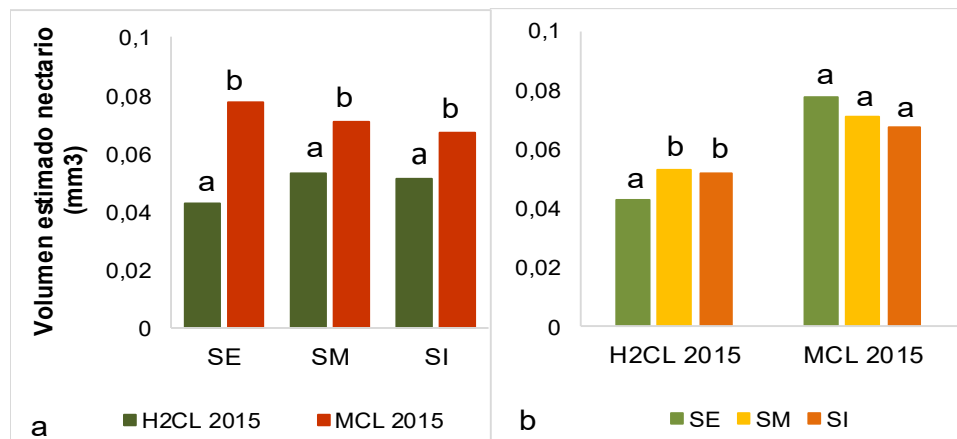 Volumen estimado nectario
(mm3)
0,1
0,08
0,06
0,04
0,02
0
a
b
a
b
a
b
SE
SM
SI
H2CL 2015
MCL 2015
a
0,1
0,08
0,06
0,04
0,02
0
a
b
b
a
a
a
H2CL 2015
MCL 2015
SE
SM
SI
b